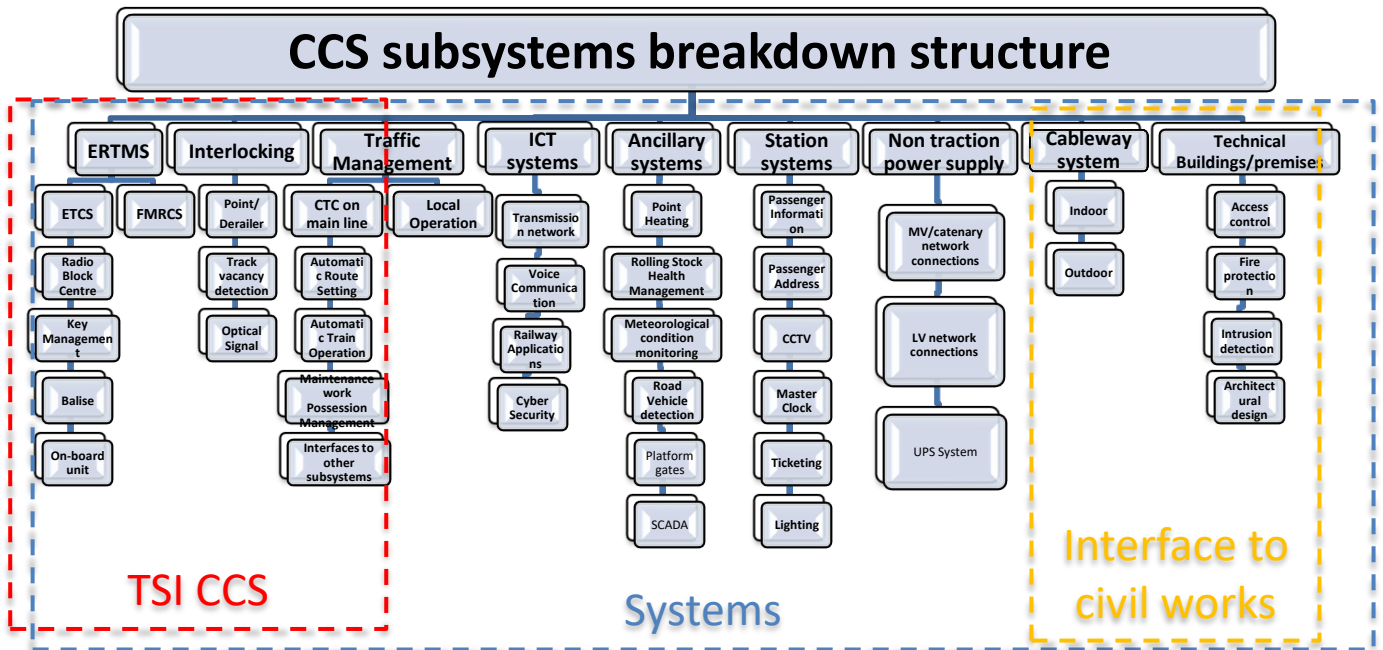 CCS subsystems breakdown structure
ERTMS
Interlocking
Traffic
Management
ICT
systems
Ancillary
systems
Station
systems
Non traction
power supply
Cableway
system
Technical
Buildings/premises
ETCS
FMRCS
Radio
Block
Centre
Key
Managemen
t
Balise
On-board
unit
Point/
Derailer
Track
vacancy
detection
Optical
Signal
CTC on
main line
Local
Operation
Automati
c Route
Setting
Automati
c Train
Operation
Maintenance
work
Possession
Management
Interfaces to
other
subsystems
Transmissio
n network
Voice
Communica
tion
Railway
Applicatio
ns
Cyber
Security
Point
Heating
Rolling Stock
Health
Management
Meteorological
condition
monitoring
Road
Vehicle
detection
Platform
gates
SCADA
Passenger
Informati
on
Passenger
Address
CCTV
Master
Clock
Ticketing
Lighting
MV/catenary
network
connections
LV network
connections
UPS System
Indoor
Outdoor
Access
control
Fire
protectio
n
Intrusion
detection
Architect
ural
design
TSI CCS
Systems
Interface to
civil works